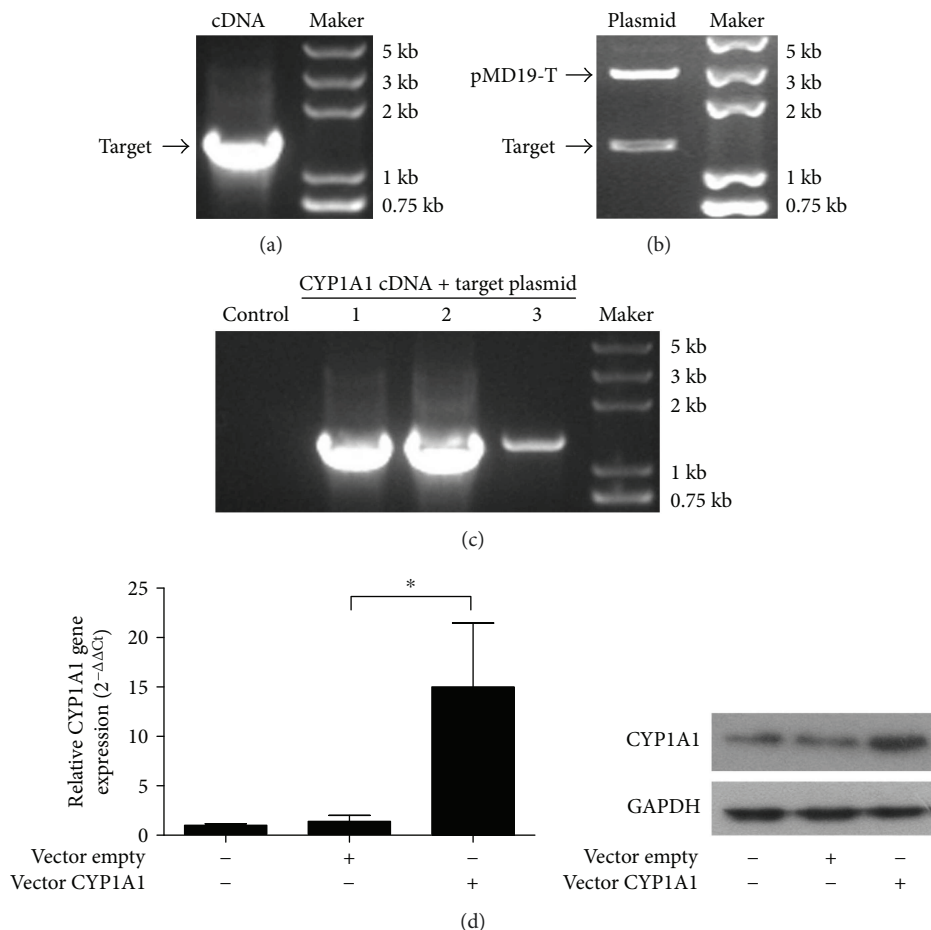 cDNA Maker
5 kb
3 kb
2 kb
Target →
1 kb
0.75 kb
(a)
Plasmid Maker
5 kb
pMD19-T →
3 kb
2 kb
Target →
1 kb
0.75 kb
(b)
CYP1A1 cDNA + target plasmid
Control 1 2 3 Maker
5 kb
3 kb
2 kb
1 kb
0.75 kb
(c)
Relative CYP1A1 gene
expression (2−ΔΔCt)
25
20
15
10
5
0
*
Vector empty − + −
Vector CYP1A1 − − +
CYP1A1
GAPDH
Vector empty − + −
Vector CYP1A1 − − +
(d)